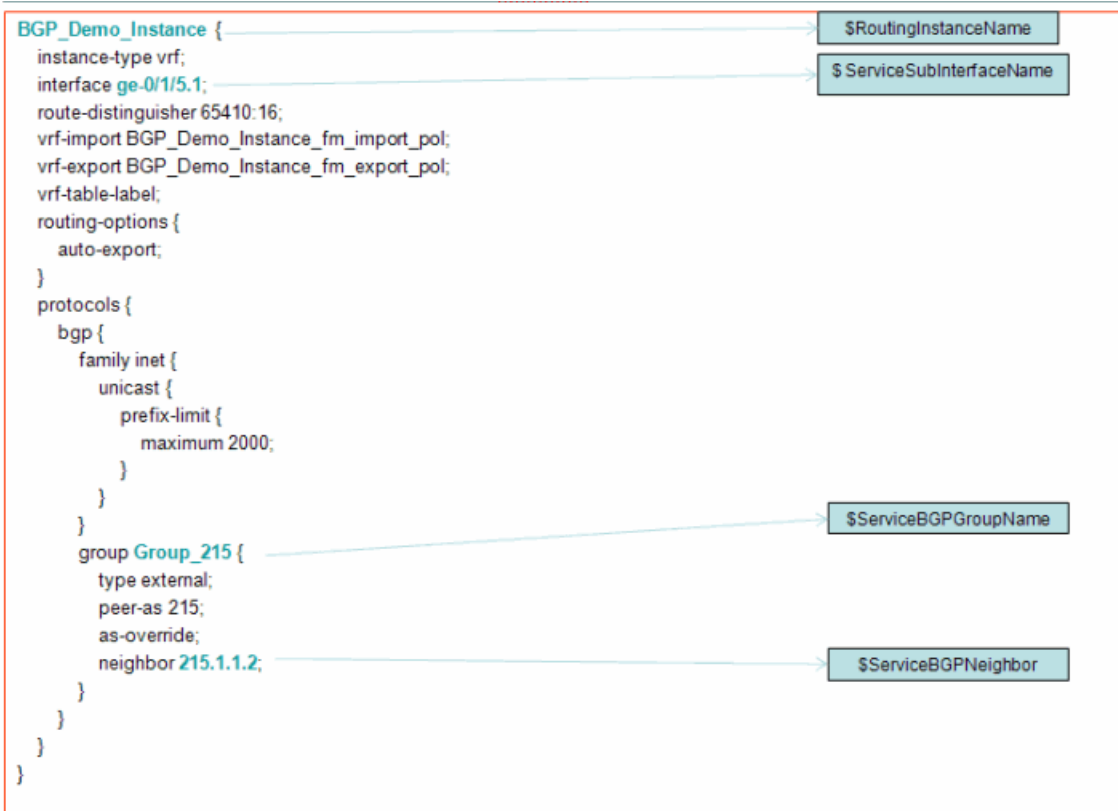 BGP_Demo_Instance { $RoutingInstanceName
instance-type vrf;
interface ge-0/1/5.1; $ServiceSubInterfaceName
route-distinguisher 65410:16;
vrf-import BGP_Demo_Instance_fm_import_pol;
vrf-export BGP_Demo_Instance_fm_export_pol;
vrf-table-label;
routing-options {
auto-export;
}
protocols {
bgp {
family inet {
unicast {
prefix-limit {
maximum 2000;
}
}
}
group Group_215 { $ServiceBGPGroupName
type external;
peer-as 215;
as-override;
neighbor 215.1.1.2; $ServiceBGPNeighbor
}
}
}
}